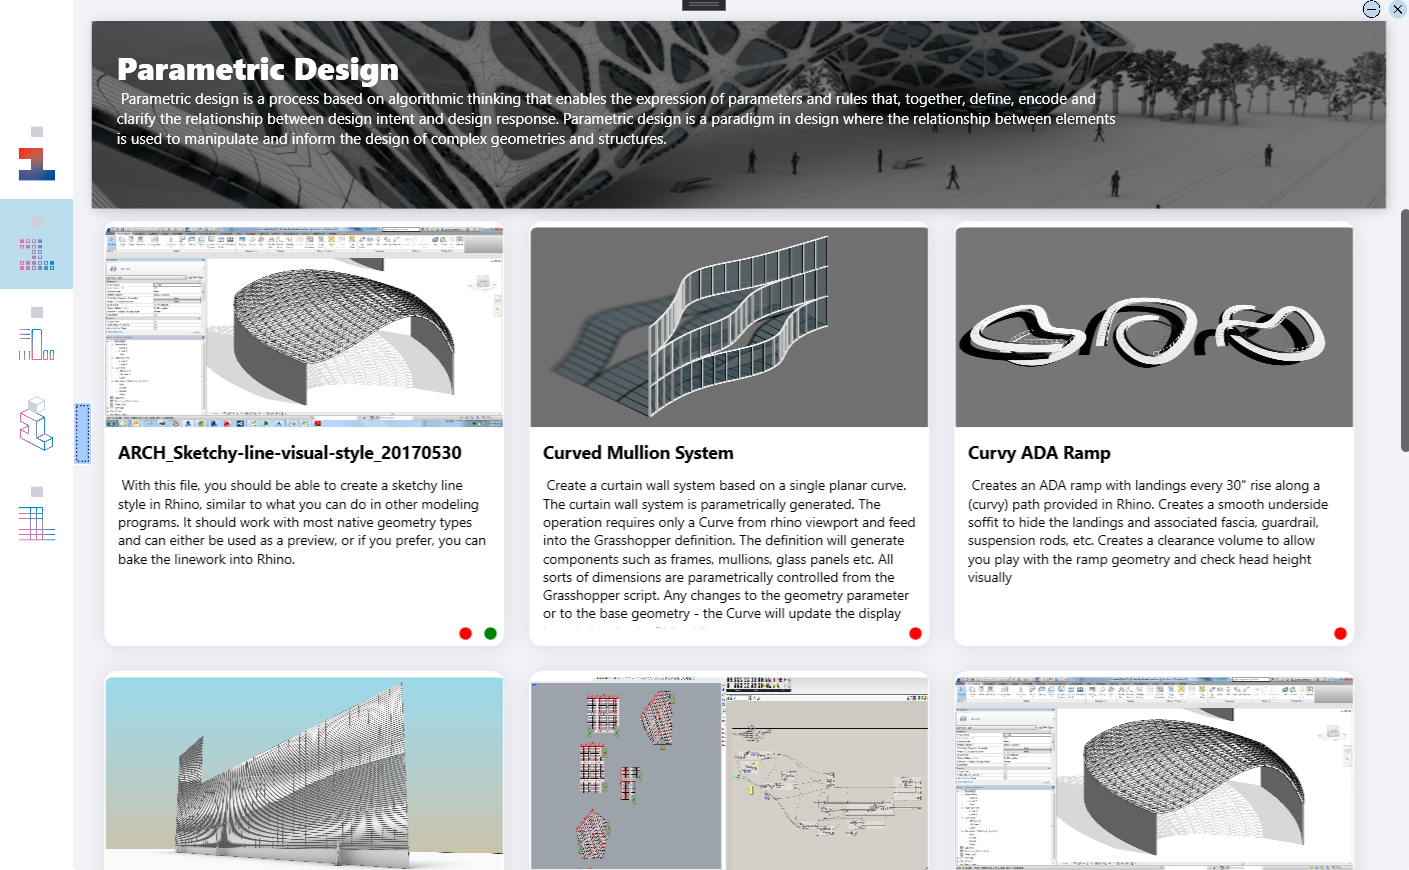 Parametric Design
Parametric design is a process based on algorithmic thinking that enables the expression of parameters and rules that, together, define, encode and
clarify the relationship between design intent and design response. Parametric design is a paradigm in design where the relationship between elements
is used to manipulate and inform the design of complex geometries and structures.
ARCH_Sketchy-line-visual-style_20170530
With this file, you should be able to create a sketchy line
style in Rhino, similar to what you can do in other modeling
programs. It should work with most native geometry types
and can either be used as a preview, or if you prefer, you can
bake the linework into Rhino.
Curved Mullion System
Create a curtain wall system based on a single planar curve.
The curtain wall system is parametrically generated. The
operation requires only a Curve from rhino viewport and feed
into the Grasshopper definition. The definition will generate
components such as frames, mullions, glass panels etc. All
sorts of dimensions are parametrically controlled from the
Grasshopper script. Any changes to the geometry parameter
or to the base geometry - the Curve will update the display
Curvy ADA Ramp
Creates an ADA ramp with landings every 30" rise along a
(curvy) path provided in Rhino. Creates a smooth underside
soffit to hide the landings and associated fascia, guardrail,
suspension rods, etc. Creates a clearance volume to allow
you play with the ramp geometry and check head height
visually